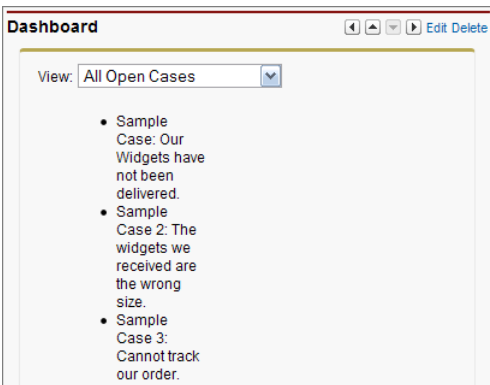 Dashboard Edit Delete
View: All Open Cases
Sample
Case: Our
Widgets have
not been
delivered.
Sample
Case 2: The
widgets we
received are
the wrong
size.
Sample
Case 3:
Cannot track
our order.